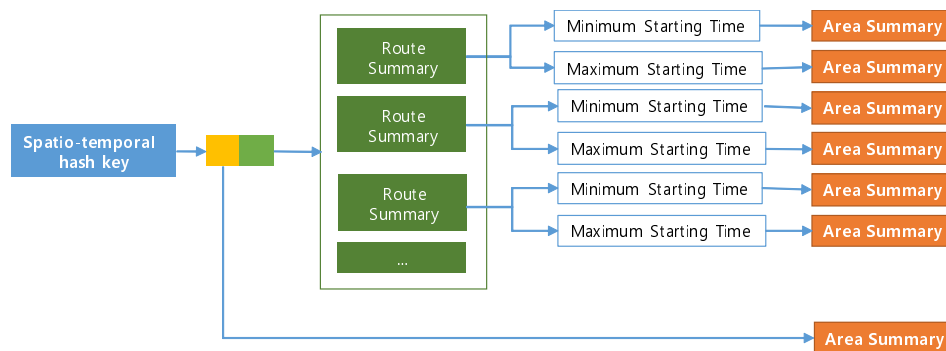 Spatio-temporal
hash key
Route
Summary
Route
Summary
Route
Summary
...
Minimum Starting Time
Maximum Starting Time
Minimum Starting Time
Maximum Starting Time
Minimum Starting Time
Maximum Starting Time
Area Summary
Area Summary
Area Summary
Area Summary
Area Summary
Area Summary
Area Summary